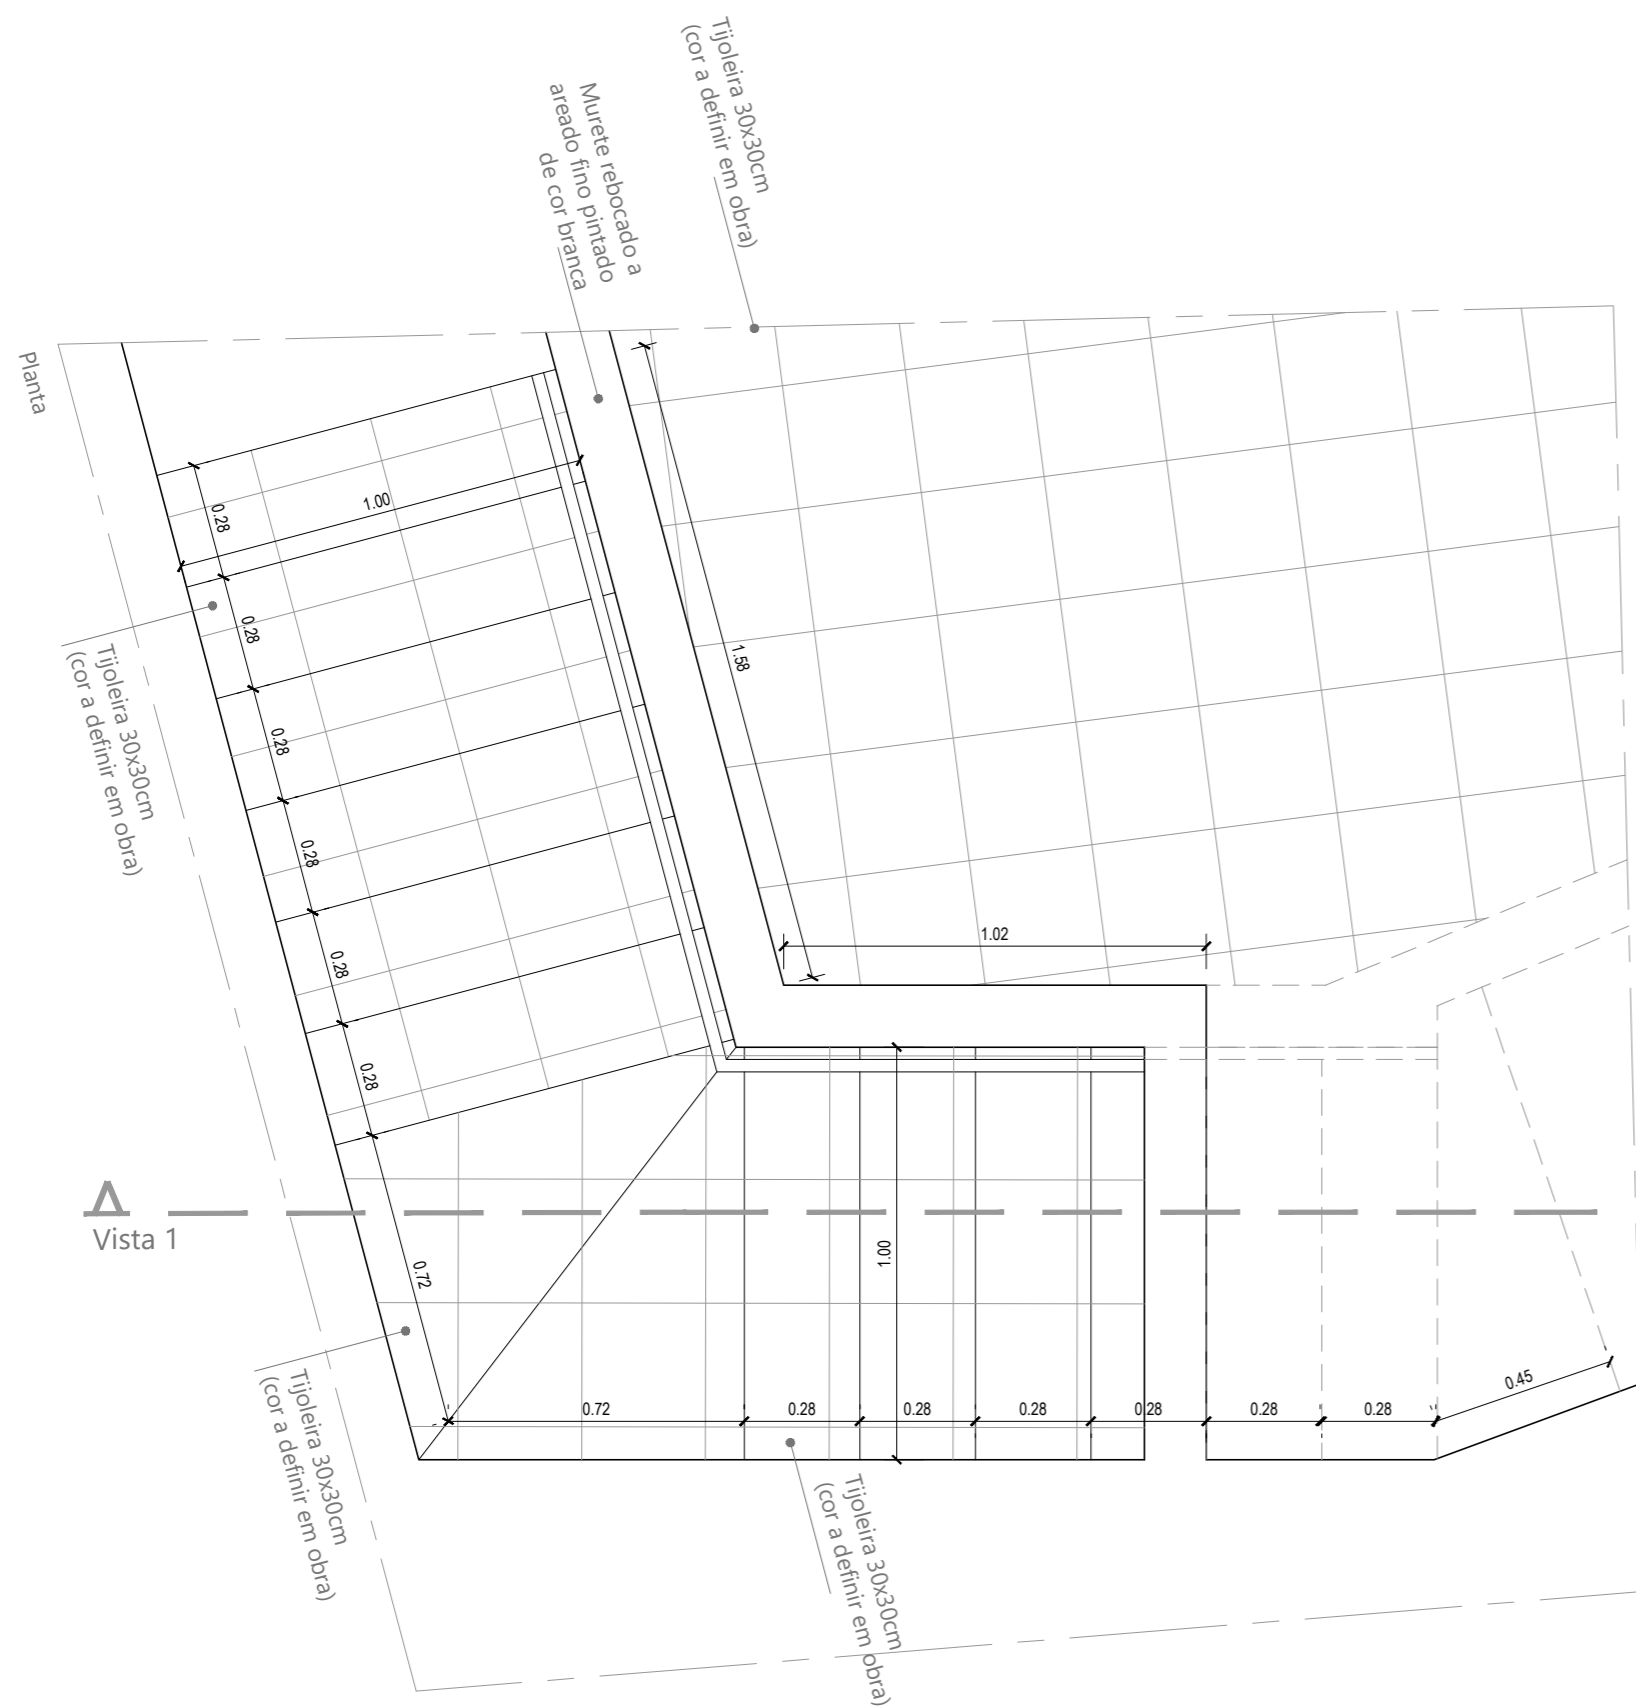 Tijoleira 30x30cm
(cor a definir em obra)
Murete rebocado a
areado fino pintado
de cor branca
Planta
1.00
0.28
0.28
0.28
0.28
0.28
0.28
1.58
Tijoleira 30x30cm
(cor a definir em obra)
1.02
Vista 1
0.72
1.00
0.72
0.28
0.28
0.28
0.28
0.28
0.28
0.45
Tijoleira 30x30cm
(cor a definir em obra)
Tijoleira 30x30cm
(cor a definir em obra)